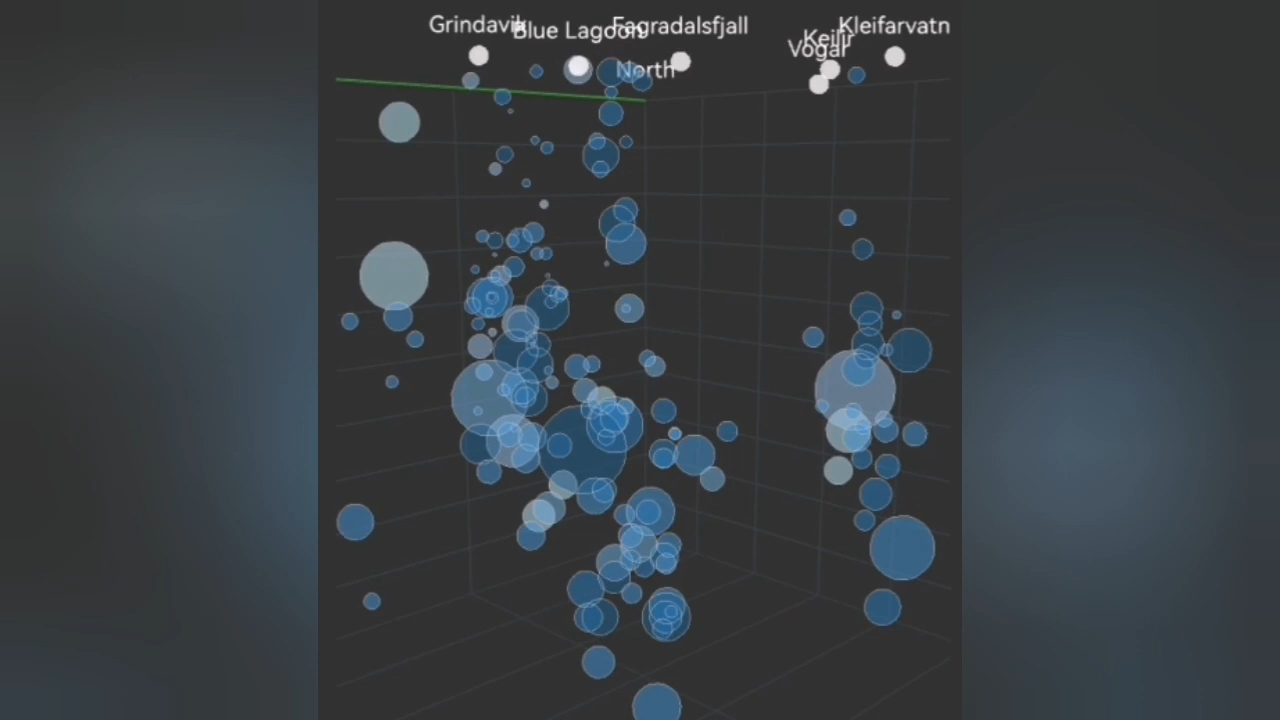 Grindavik
Blue Lagoon
Fagradalsfjall
North
Keilir
Vogar
Kleifarvatn